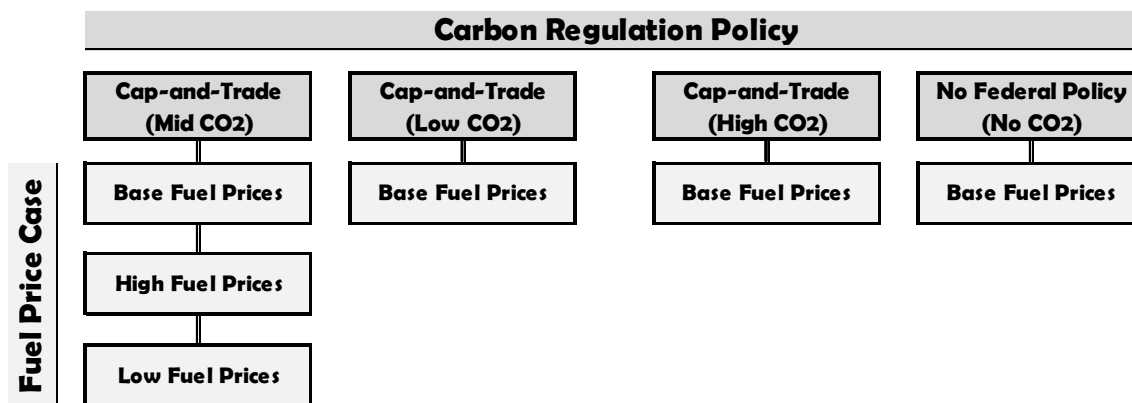 Carbon Regulation Policy
Cap-and-Trade
(Mid CO2)
Cap-and-Trade
(Low CO2)
Cap-and-Trade
(High CO2)
No Federal Policy
(No CO2)
Fuel Price Case
Base Fuel Prices
Base Fuel Prices
Base Fuel Prices
Base Fuel Prices
High Fuel Prices
Low Fuel Prices